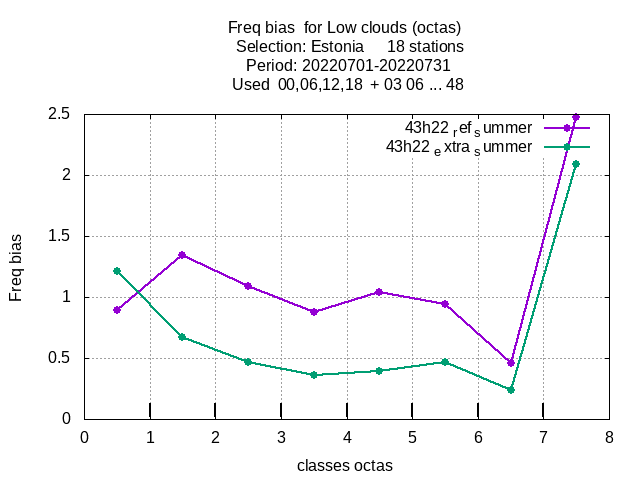 Freq bias  for Low clouds (octas)
Selection: Estonia     18 stations
Period: 20220701-20220731
Used  00,06,12,18  + 03 06 ... 48
2.5
43h22 ref summer
43h22 extra summer
2
1.5
1
0.5
0
Freq bias
0 1 2 3 4 5 6 7 8
classes octas